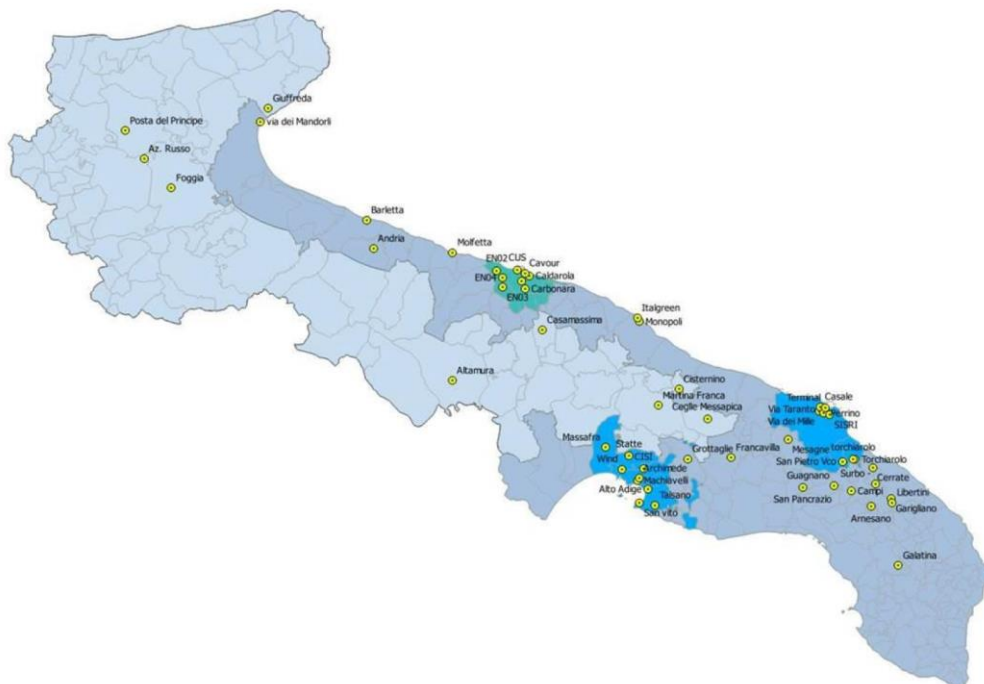 Giuffreda
via dei Mandorli
Posta del Principe
Az. Russo
Foggia
Barletta
Andria
Molfetta
EN02 CUS
Cavour
EN04
Caldarola
Carbonara
EN03
Casamassima
Italgreen
Monopoli
Altamura
Cisternino
Martina Franca
Ceglie Messapica
Terminal Casale
Via Taranto Perrino
Via dei Mille SISRI
Massafra
Statte
Grottaglie Francavilla
Mesagne torchiarolo
Wind CISI
San Pietro Vco Torchiarolo
Archimede
Surbo
Guagnano Cerrate
Machiavelli
Alto Adige
Talsano
San Pancrazio Campi Libertini
San vito
Garigliano
Arnesano
Galatina